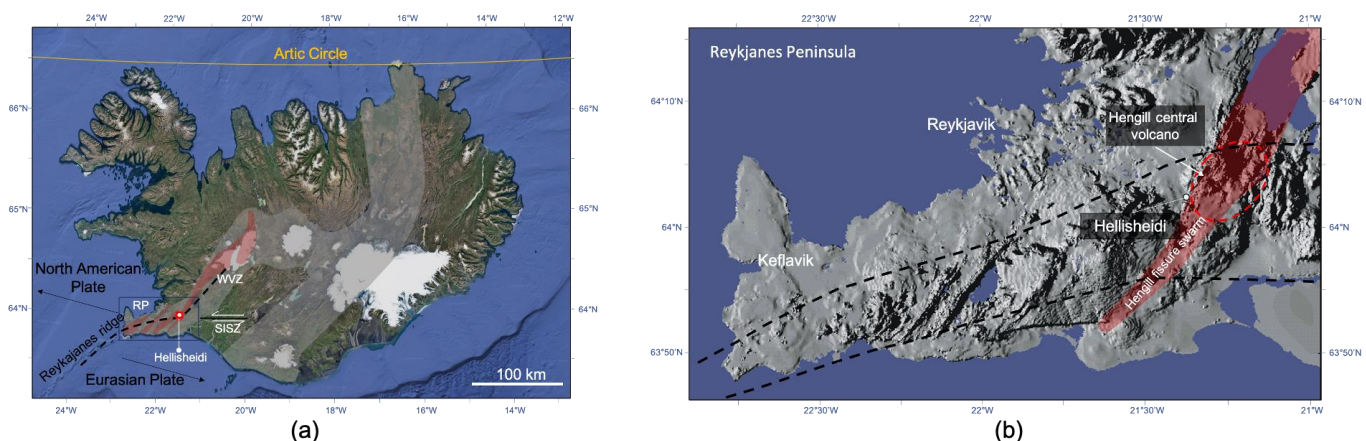 24°W 22°W 20°W 18°W 16°W
Artic Circle
66°N
66°N
65°N
65°N
64°N
64°N
North American
Plate
RP
WVZ
SISZ
Reykajanes ridge
Hellisheidi
Eurasian Plate
100 km
24°W 22°W 20°W 18°W 16°W 14°W
(a)
22°30'W 22°W 21°30'W 21°W
Reykjanes Peninsula
64°10'N
64°10'N
Reykjavik
Hengill central
volcano
64°N
64°N
Hellisheidi
Keflavik
Hengill fissure swarm
63°50'N
63°50'N
22°30'W 22°W 21°30'W 21°W
(b)